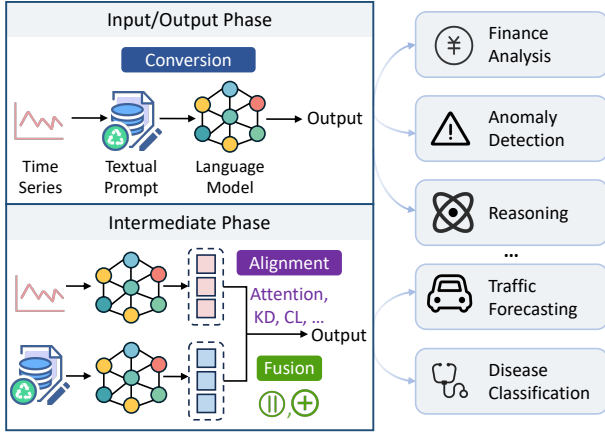 Input/Output Phase
Conversion
Output
Time
Series
Textual
Prompt
Language
Model
Intermediate Phase
Alignment
Attention,
KD, CL, ...
Output
Fusion
,
¥
Finance
Analysis
Anomaly
Detection
Reasoning
...
Traffic
Forecasting
Disease
Classification